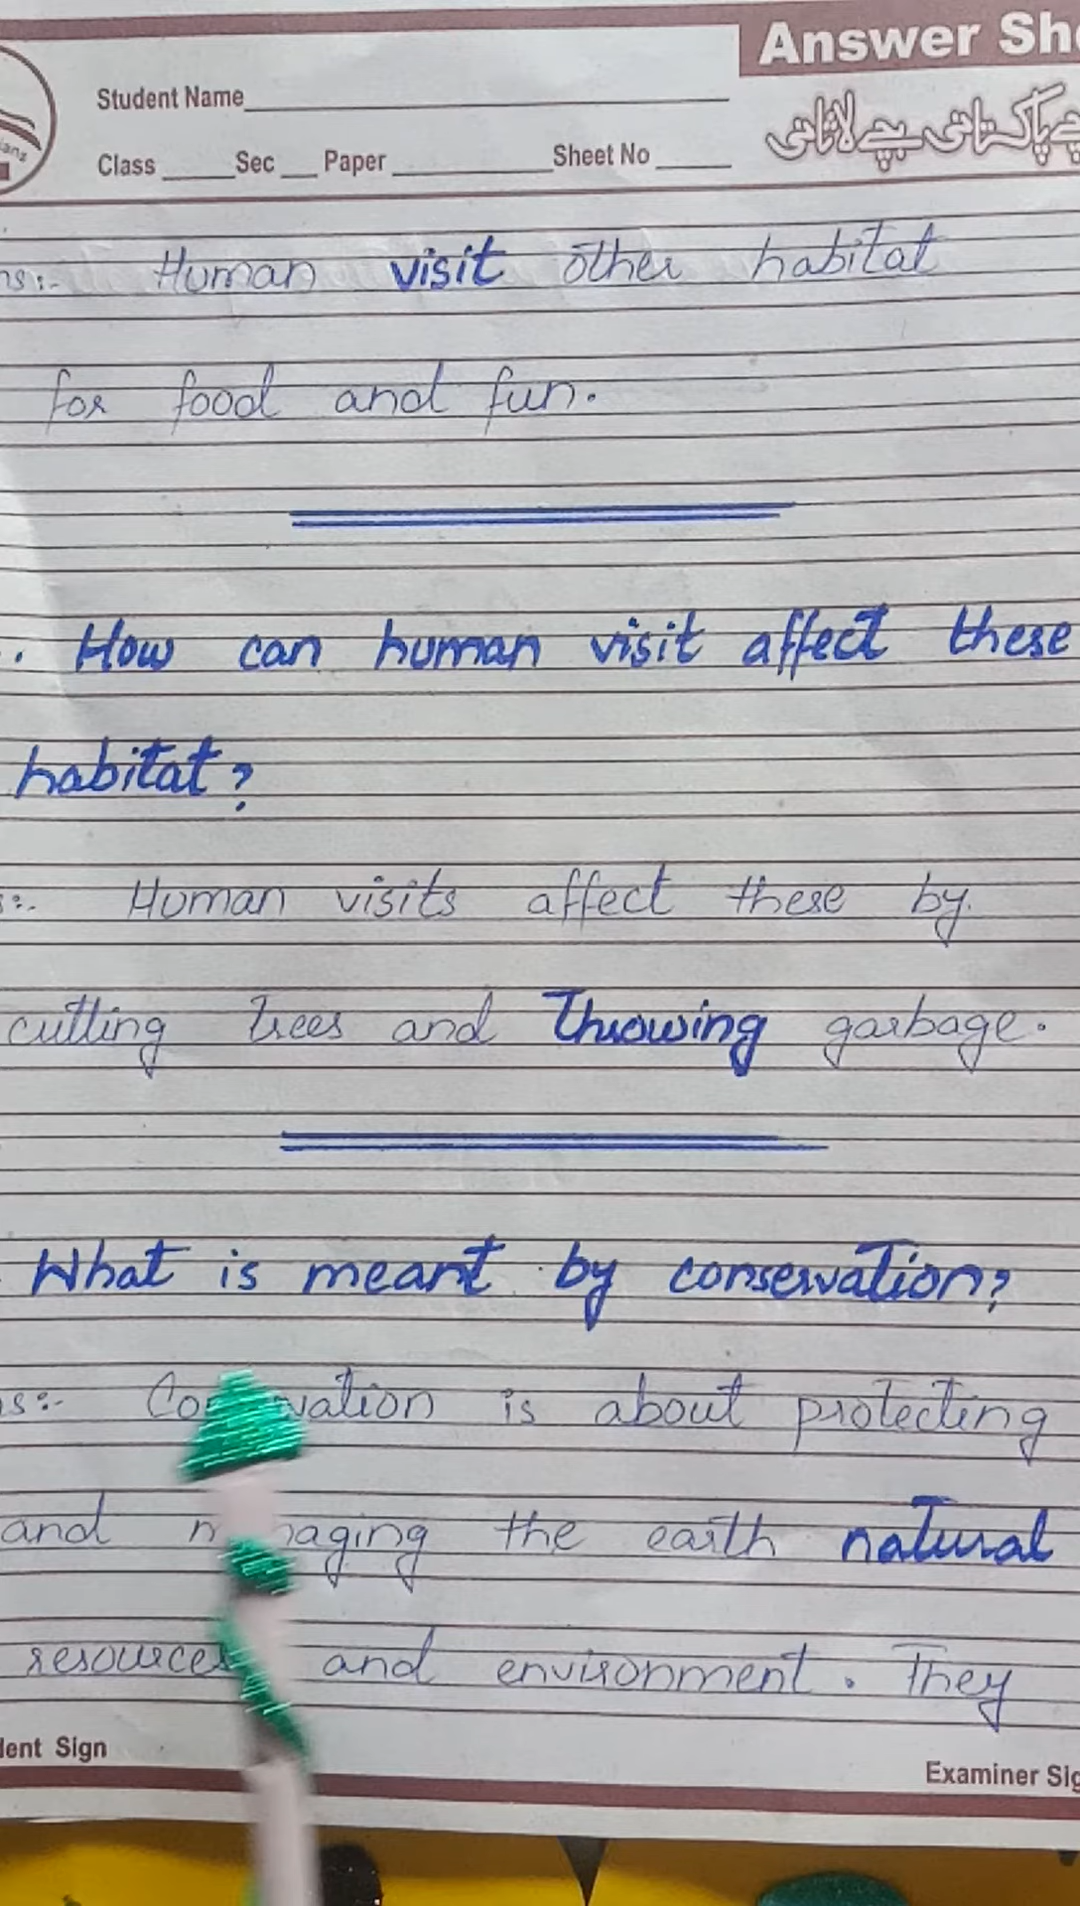 Answer
Student Name
Class Sec Paper Sheet No
Human visit other habitat
for food and fun.
How can human visit affect these
habitat?
Human visits affect these by
cutting trees and throwing garbage.
What is meant by conservation?
is about protecting
and the earth natural
resources and environment. They
Sign
Examiner